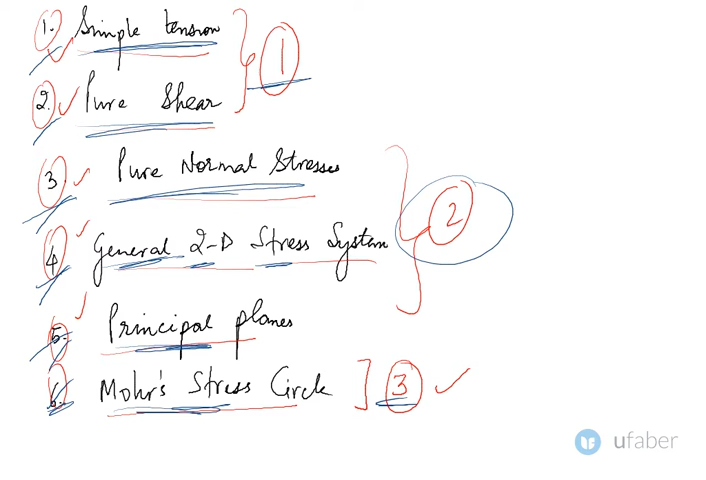 1. Simple tension
2. Pure Shear
1
3 Pure Normal Stresses
4 General 2-D Stress System
5. Principal planes
2
6. Mohr's Stress Circle
3
ufaber